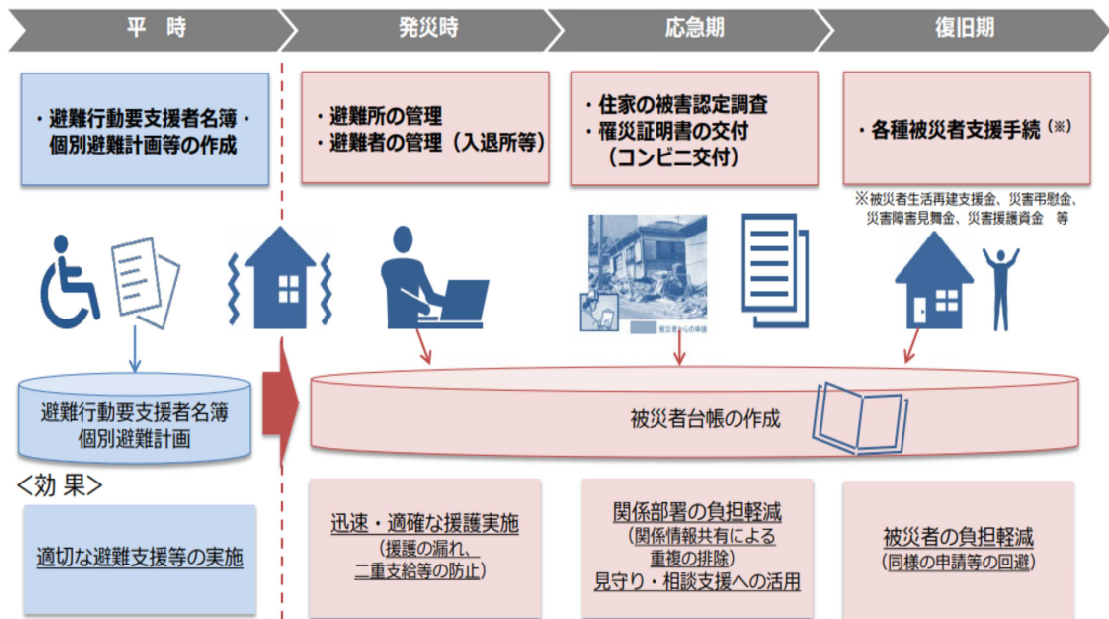 平　時
発災時
応急期
復旧期
・避難行動要支援者名簿・
個別避難計画等の作成
・避難所の管理
・避難者の管理（入退所等）
・住家の被害認定調査
・罹災証明書の交付
（コンビニ交付）
・各種被災者支援手続（※）
※被災者生活再建支援金、災害弔慰金、
災害障害見舞金、災害援護資金　等
被災者からの申請
避難行動要支援者名簿
個別避難計画
被災者台帳の作成
＜効 果＞
適切な避難支援等の実施
迅速・適確な援護実施
（援護の漏れ、
二重支給等の防止）
関係部署の負担軽減
（関係情報共有による
重複の排除）
見守り・相談支援への活用
被災者の負担軽減
（同様の申請等の回避）